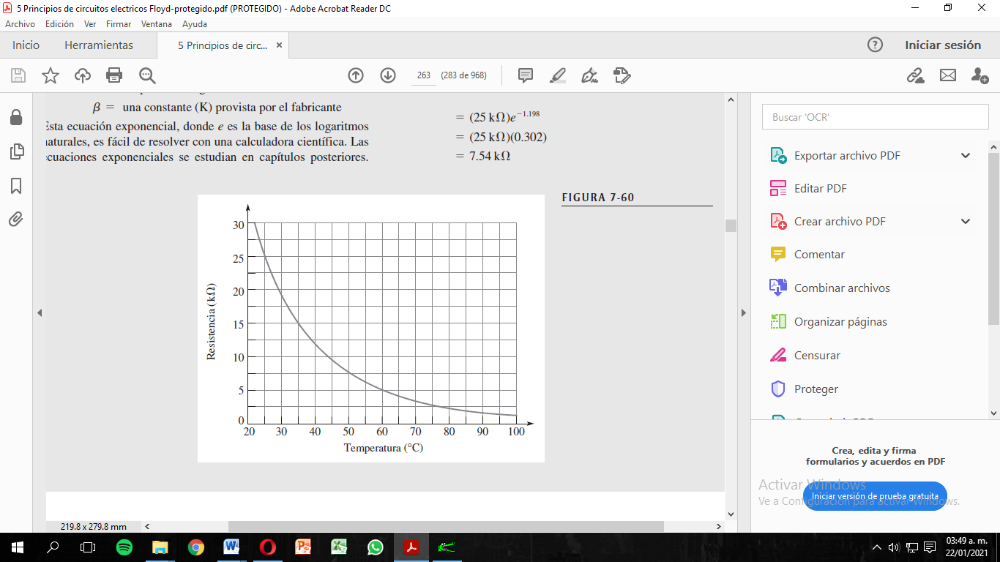 5 Principios de circuitos electricos Floyd-protegido.pdf (PROTEGIDO) - Adobe Acrobat Reader DC
Archivo Edición Ver Firmar Ventana Ayuda
Inicio Herramientas 5 Principios de circ... × Iniciar sesión
263 (283 de 968)
β = una constante (K) provista por el fabricante
Esta ecuación exponencial, donde e es la base de los logaritmos
naturales, es fácil de resolver con una calculadora científica. Las
ecuaciones exponenciales se estudian en capítulos posteriores.
= (25 kΩ)e^−1.198
= (25 kΩ)(0.302)
= 7.54 kΩ
FIGURA 7-60
30
25
20
15
10
5
0
Resistencia (kΩ)
20 30 40 50 60 70 80 90 100
Temperatura (°C)
219.8 x 279.8 mm
Buscar 'OCR'
Exportar archivo PDF
Editar PDF
Crear archivo PDF
Comentar
Combinar archivos
Organizar páginas
Censurar
Proteger
Crea, edita y firma
formularios y acuerdos en PDF
Activar Windows
Ve a Configuración para activar Windows.
Iniciar versión de prueba gratuita
03:49 a. m.
22/01/2021